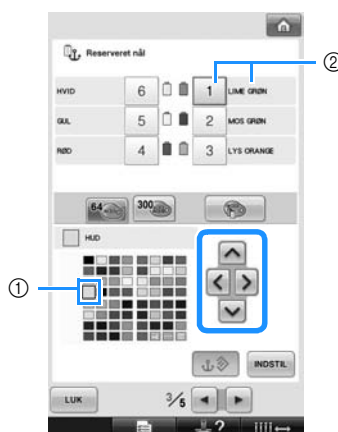 Reserveret nål
②
HVID 6 1 LIME GRØN
GUL 5 2 MOS GRØN
RØD 4 3 LYS ORANGE
64 300
HUD
①
INDSTIL
LUK 3/5
?